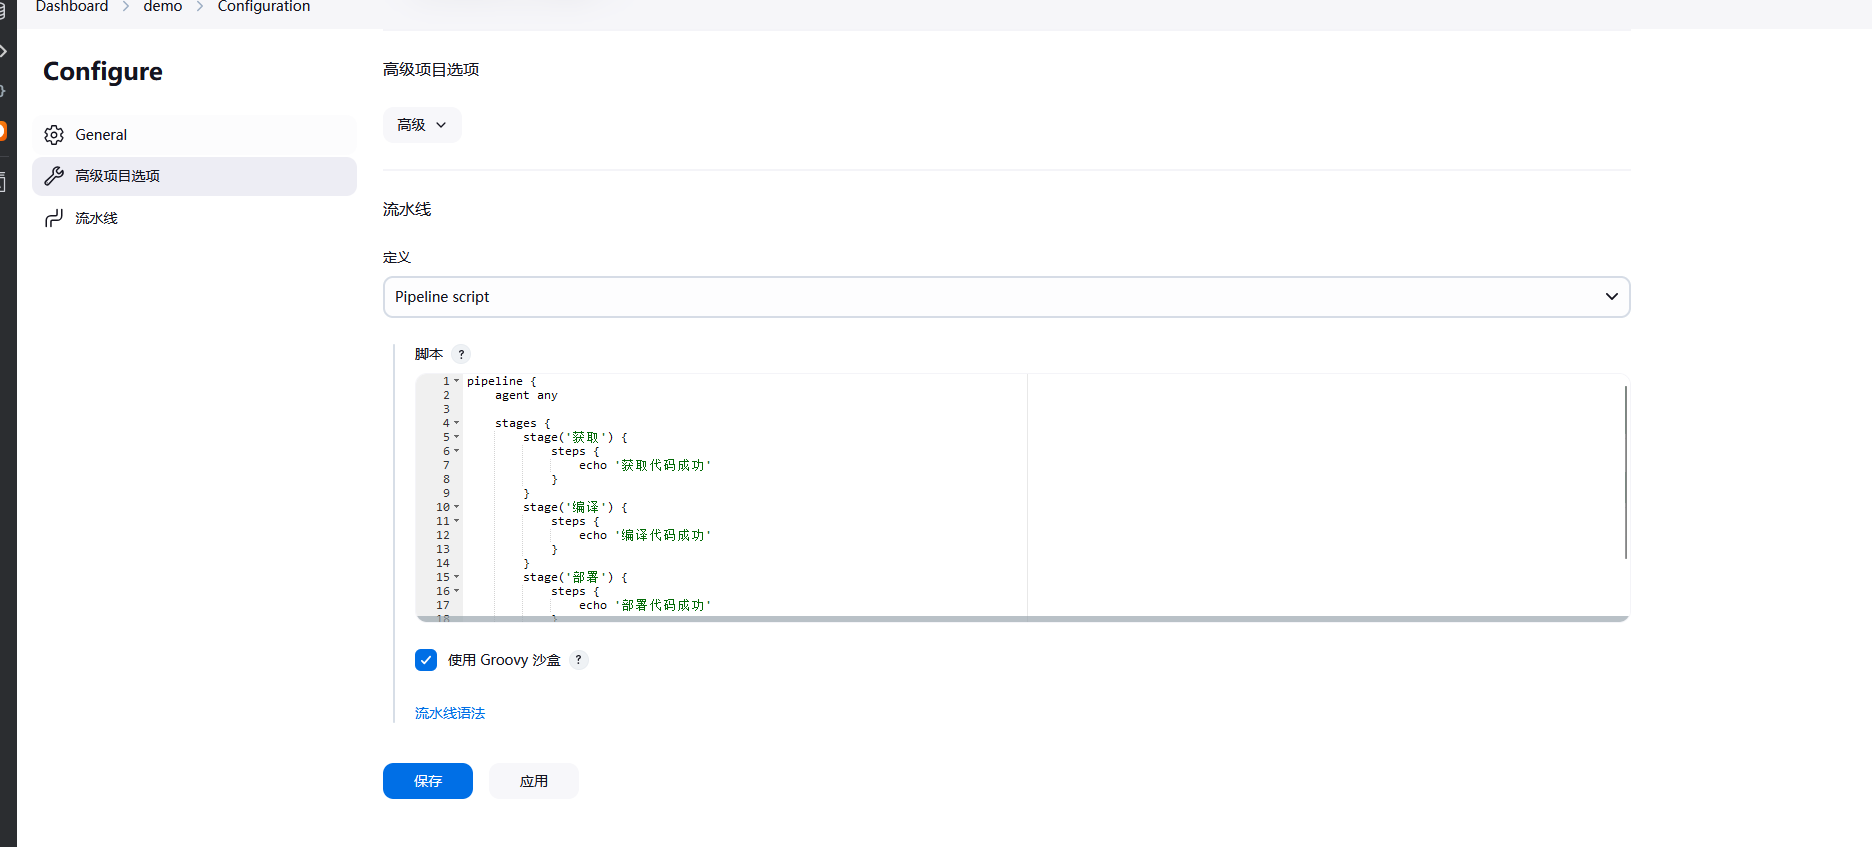 Dashboard > demo > Configuration
Configure
General
高级项目选项
流水线
高级项目选项
高级
流水线
定义
Pipeline script
脚本 ?
1 pipeline {
2     agent any
3
4     stages {
5         stage('获取') {
6             steps {
7                 echo '获取代码成功'
8             }
9         }
10         stage('编译') {
11             steps {
12                 echo '编译代码成功'
13             }
14         }
15         stage('部署') {
16             steps {
17                 echo '部署代码成功'
18             }
使用 Groovy 沙盒 ?
流水线语法
保存
应用